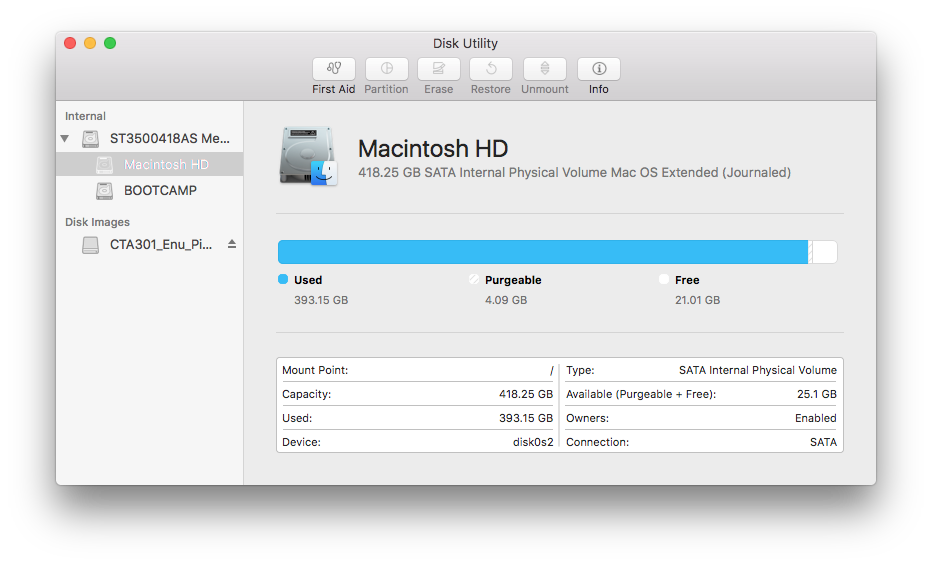 Disk Utility
First Aid Partition Erase Restore Unmount Info
Internal
ST3500418AS Me...
Macintosh HD
BOOTCAMP
Disk Images
CTA301_Enu_Pi...
Macintosh HD
418.25 GB SATA Internal Physical Volume Mac OS Extended (Journaled)
Used Purgeable Free
393.15 GB 4.09 GB 21.01 GB
Mount Point: / Type: SATA Internal Physical Volume
Capacity: 418.25 GB Available (Purgeable + Free): 25.1 GB
Used: 393.15 GB Owners: Enabled
Device: disk0s2 Connection: SATA